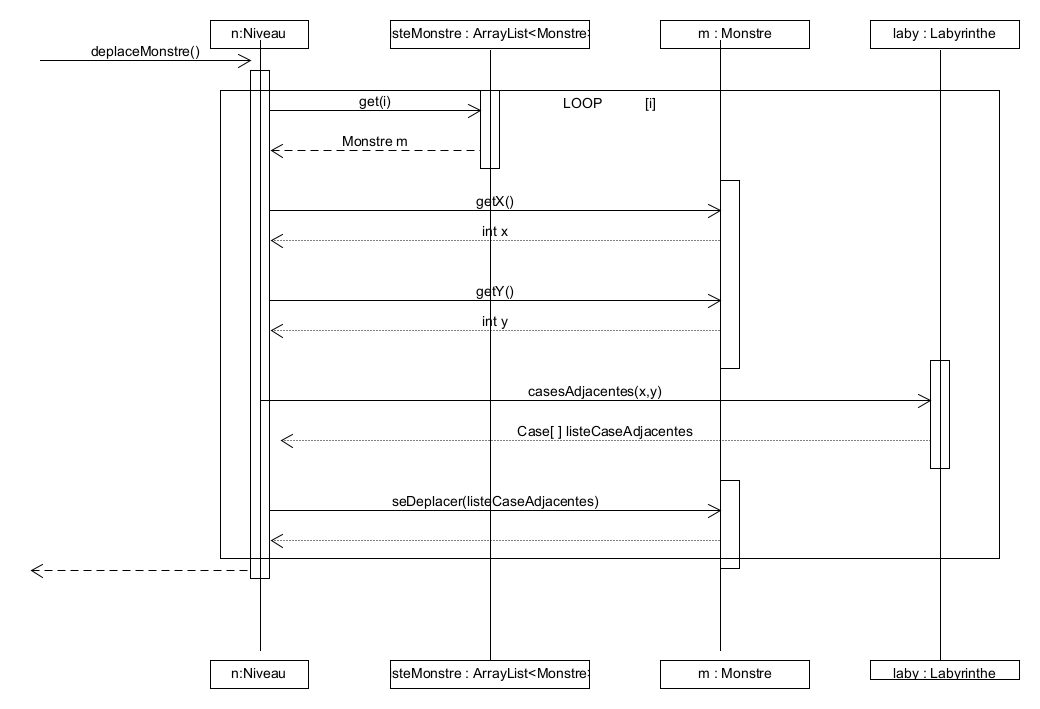 n:Niveau
steMonstre : ArrayList<Monstre>
m : Monstre
laby : Labyrinthe
deplaceMonstre()
get(i)
LOOP [i]
Monstre m
getX()
int x
getY()
int y
casesAdjacentes(x,y)
Case[ ] listeCaseAdjacentes
seDeplacer(listeCaseAdjacentes)
n:Niveau
steMonstre : ArrayList<Monstre>
m : Monstre
laby : Labyrinthe